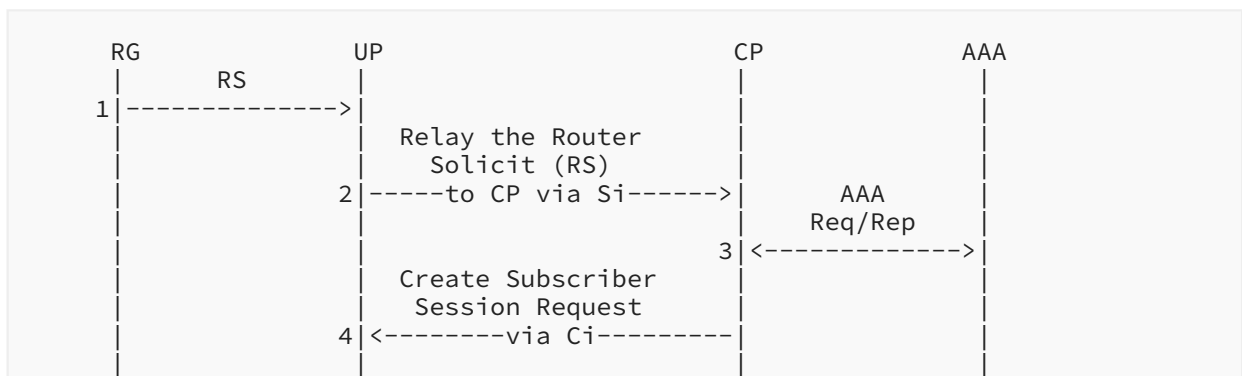 RG UP CP AAA
| RS | | |
1|-------------->| | |
| | Relay the Router | |
| | Solicit (RS) | |
| 2|-----to CP via Si------>| AAA |
| | | Req/Rep |
| | 3|<------------->|
| | Create Subscriber | |
| | Session Request | |
| 4|<--------via Ci---------| |
| | | |